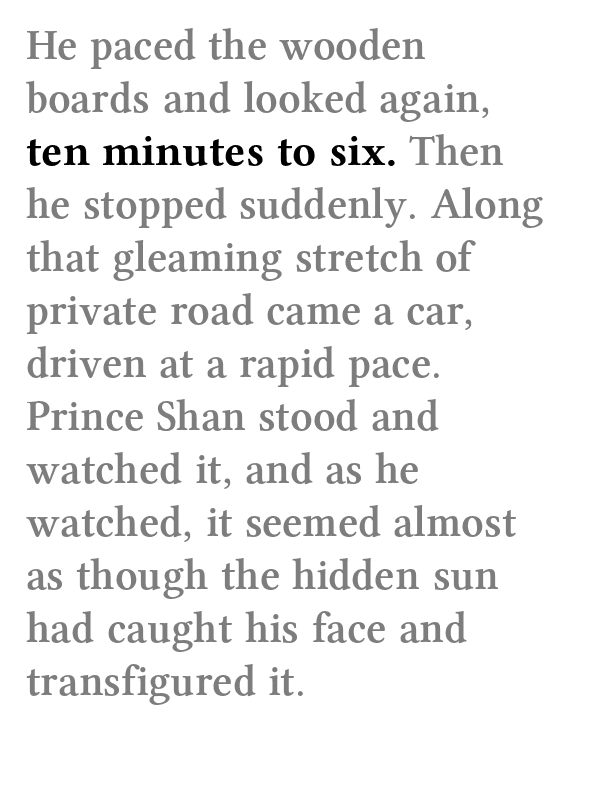 He paced the wooden
boards and looked again,
ten minutes to six. Then
he stopped suddenly. Along
that gleaming stretch of
private road came a car,
driven at a rapid pace.
Prince Shan stood and
watched it, and as he
watched, it seemed almost
as though the hidden sun
had caught his face and
transfigured it.